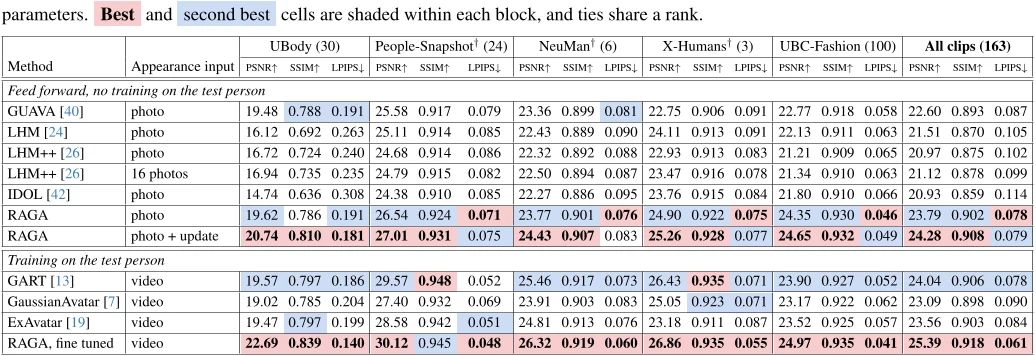 parameters. Best and second best cells are shaded within each block, and ties share a rank.
UBody (30) People-Snapshot† (24) NeuMan† (6) X-Humans† (3) UBC-Fashion (100) All clips (163)
Method Appearance input PSNR↑ SSIM↑ LPIPS↓ PSNR↑ SSIM↑ LPIPS↓ PSNR↑ SSIM↑ LPIPS↓ PSNR↑ SSIM↑ LPIPS↓ PSNR↑ SSIM↑ LPIPS↓ PSNR↑ SSIM↑ LPIPS↓
Feed forward, no training on the test person
GUAVA [40] photo 19.48 0.788 0.191 25.58 0.917 0.079 23.36 0.899 0.081 22.75 0.906 0.091 22.77 0.918 0.058 22.60 0.893 0.087
LHM [24] photo 16.12 0.692 0.263 25.11 0.914 0.085 22.43 0.889 0.090 24.11 0.913 0.091 22.13 0.911 0.063 21.51 0.870 0.105
LHM++ [26] photo 16.72 0.724 0.240 24.68 0.914 0.086 22.32 0.892 0.088 22.93 0.913 0.083 21.21 0.909 0.065 20.97 0.875 0.102
LHM++ [26] 16 photos 16.94 0.735 0.235 24.79 0.915 0.082 22.50 0.894 0.087 23.47 0.916 0.078 21.34 0.910 0.063 21.12 0.878 0.099
IDOL [42] photo 14.74 0.636 0.308 24.38 0.910 0.085 22.27 0.886 0.095 23.76 0.915 0.084 21.80 0.910 0.066 20.93 0.859 0.114
RAGA photo 19.62 0.786 0.191 26.54 0.924 0.071 23.77 0.901 0.076 24.90 0.922 0.075 24.35 0.930 0.046 23.79 0.902 0.078
RAGA photo + update 20.74 0.810 0.181 27.01 0.931 0.075 24.43 0.907 0.083 25.26 0.928 0.077 24.65 0.932 0.049 24.28 0.908 0.079
Training on the test person
GART [13] video 19.57 0.797 0.186 29.57 0.948 0.052 25.46 0.917 0.073 26.43 0.935 0.071 23.90 0.927 0.052 24.04 0.906 0.078
GaussianAvatar [7] video 19.02 0.785 0.204 27.40 0.932 0.069 23.91 0.903 0.083 25.05 0.923 0.071 23.17 0.922 0.062 23.09 0.898 0.090
ExAvatar [19] video 19.47 0.797 0.199 28.58 0.942 0.051 24.81 0.913 0.076 23.18 0.911 0.087 23.52 0.925 0.057 23.56 0.903 0.084
RAGA, fine tuned video 22.69 0.839 0.140 30.12 0.945 0.048 26.32 0.919 0.060 26.86 0.935 0.055 24.97 0.935 0.041 25.39 0.918 0.061